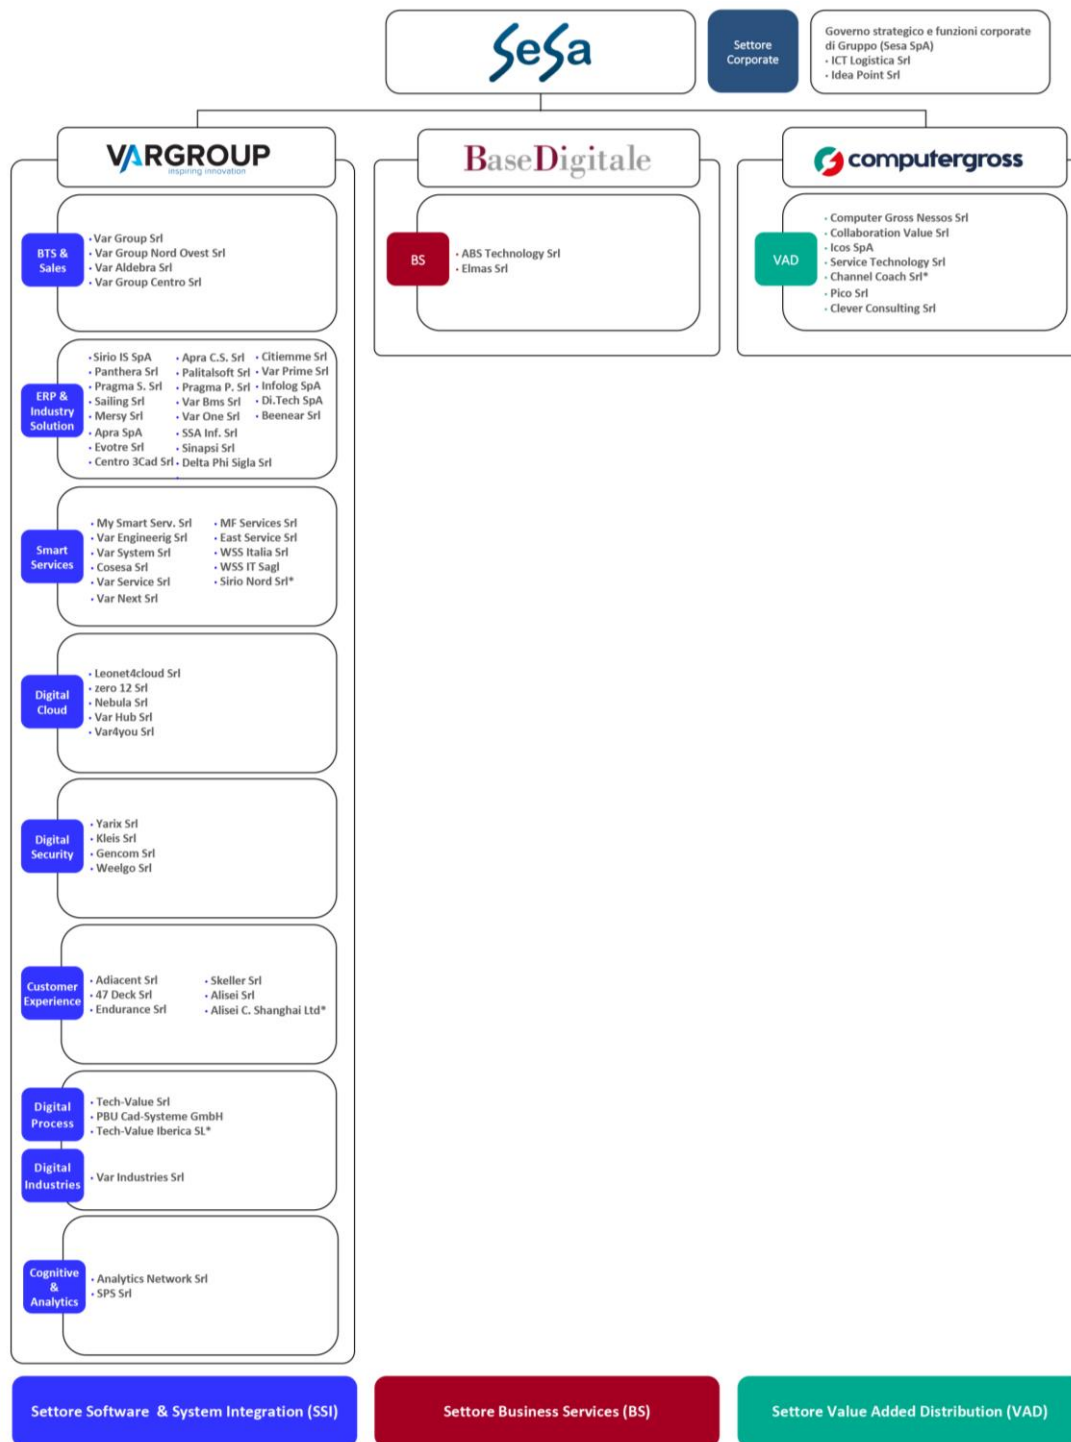 SeSa
Settore
Corporate
Governo strategico e funzioni corporate
di Gruppo (Sesa SpA)
• ICT Logistica Srl
• Idea Point Srl
VARGROUP
inspiring innovation
BaseDigitale
computergross
BTS &
Sales
• Var Group Srl
• Var Group Nord Ovest Srl
• Var Aldebra Srl
• Var Group Centro Srl
BS
• ABS Technology Srl
• Elmas Srl
VAD
• Computer Gross Nessos Srl
• Collaboration Value Srl
• Icos SpA
• Service Technology Srl
• Channel Coach Srl*
• Pico Srl
• Clever Consulting Srl
ERP &
Industry
Solution
• Sirio IS SpA
• Panthera Srl
• Pragma S. Srl
• Sailing Srl
• Mersy Srl
• Apra SpA
• Evotre Srl
• Centro 3Cad Srl
• Apra C.S. Srl
• Palitalsoft Srl
• Pragma P. Srl
• Var Bms Srl
• Var One Srl
• SSA Inf. Srl
• Sinapsi Srl
• Delta Phi Sigla Srl
•
• Citiemme Srl
• Var Prime Srl
• Infolog SpA
• Di.Tech SpA
• Beenear Srl
Smart
Services
• My Smart Serv. Srl
• Var Engineerig Srl
• Var System Srl
• Cosesa Srl
• Var Service Srl
• Var Next Srl
• MF Services Srl
• East Service Srl
• WSS Italia Srl
• WSS IT Sagl
• Sirio Nord Srl*
Digital
Cloud
• Leonet4cloud Srl
• zero 12 Srl
• Nebula Srl
• Var Hub Srl
• Var4you Srl
Digital
Security
• Yarix Srl
• Kleis Srl
• Gencom Srl
• Weelgo Srl
Customer
Experience
• Adiacent Srl
• 47 Deck Srl
• Endurance Srl
• Skeller Srl
• Alisei Srl
• Alisei C. Shanghai Ltd*
Digital
Process
• Tech-Value Srl
• PBU Cad-Systeme GmbH
• Tech-Value Iberica SL*
Digital
Industries
• Var Industries Srl
Cognitive
&
Analytics
• Analytics Network Srl
• SPS Srl
Settore Software & System Integration (SSI)
Settore Business Services (BS)
Settore Value Added Distribution (VAD)